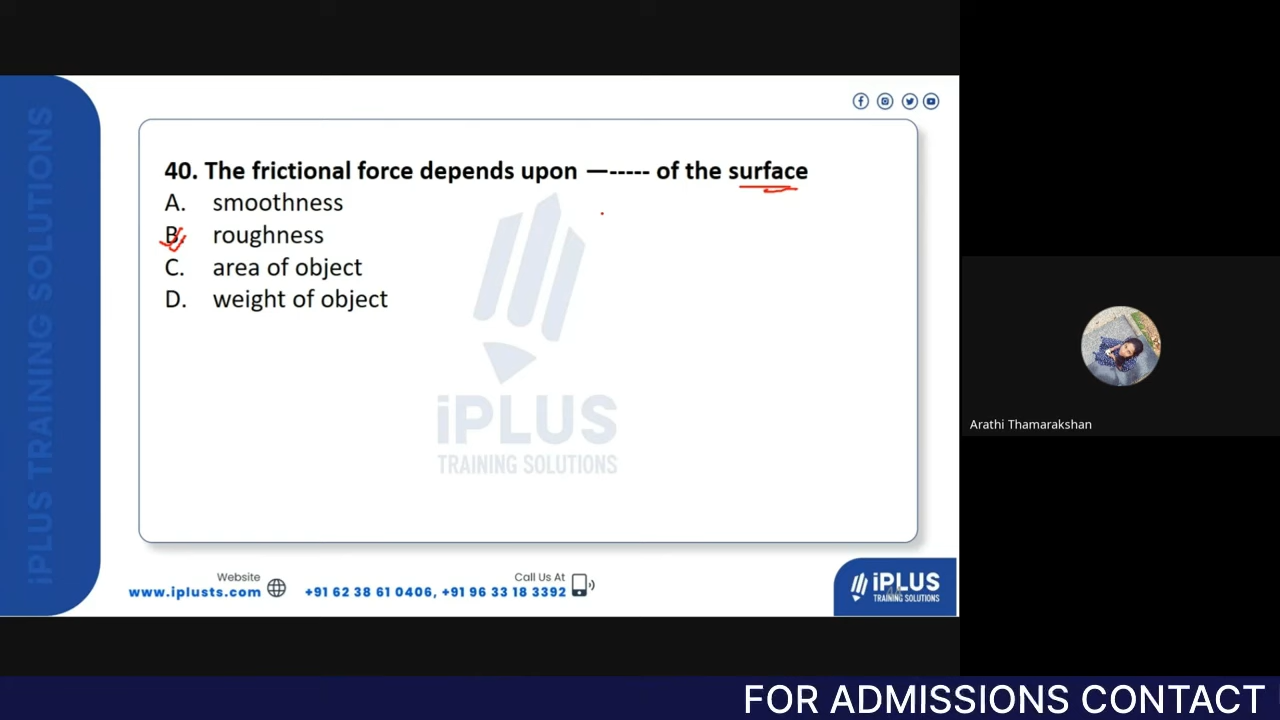 iPLUS TRAINING SOLUTIONS
40. The frictional force depends upon —----- of the surface
A. smoothness
B. roughness
C. area of object
D. weight of object
iPLUS
TRAINING SOLUTIONS
Arathi Thamarakshan
Website
www.iplusts.com
Call Us At
+91 62 38 61 0406, +91 96 33 18 3392
iPLUS
TRAINING SOLUTIONS
FOR ADMISSIONS CONTACT